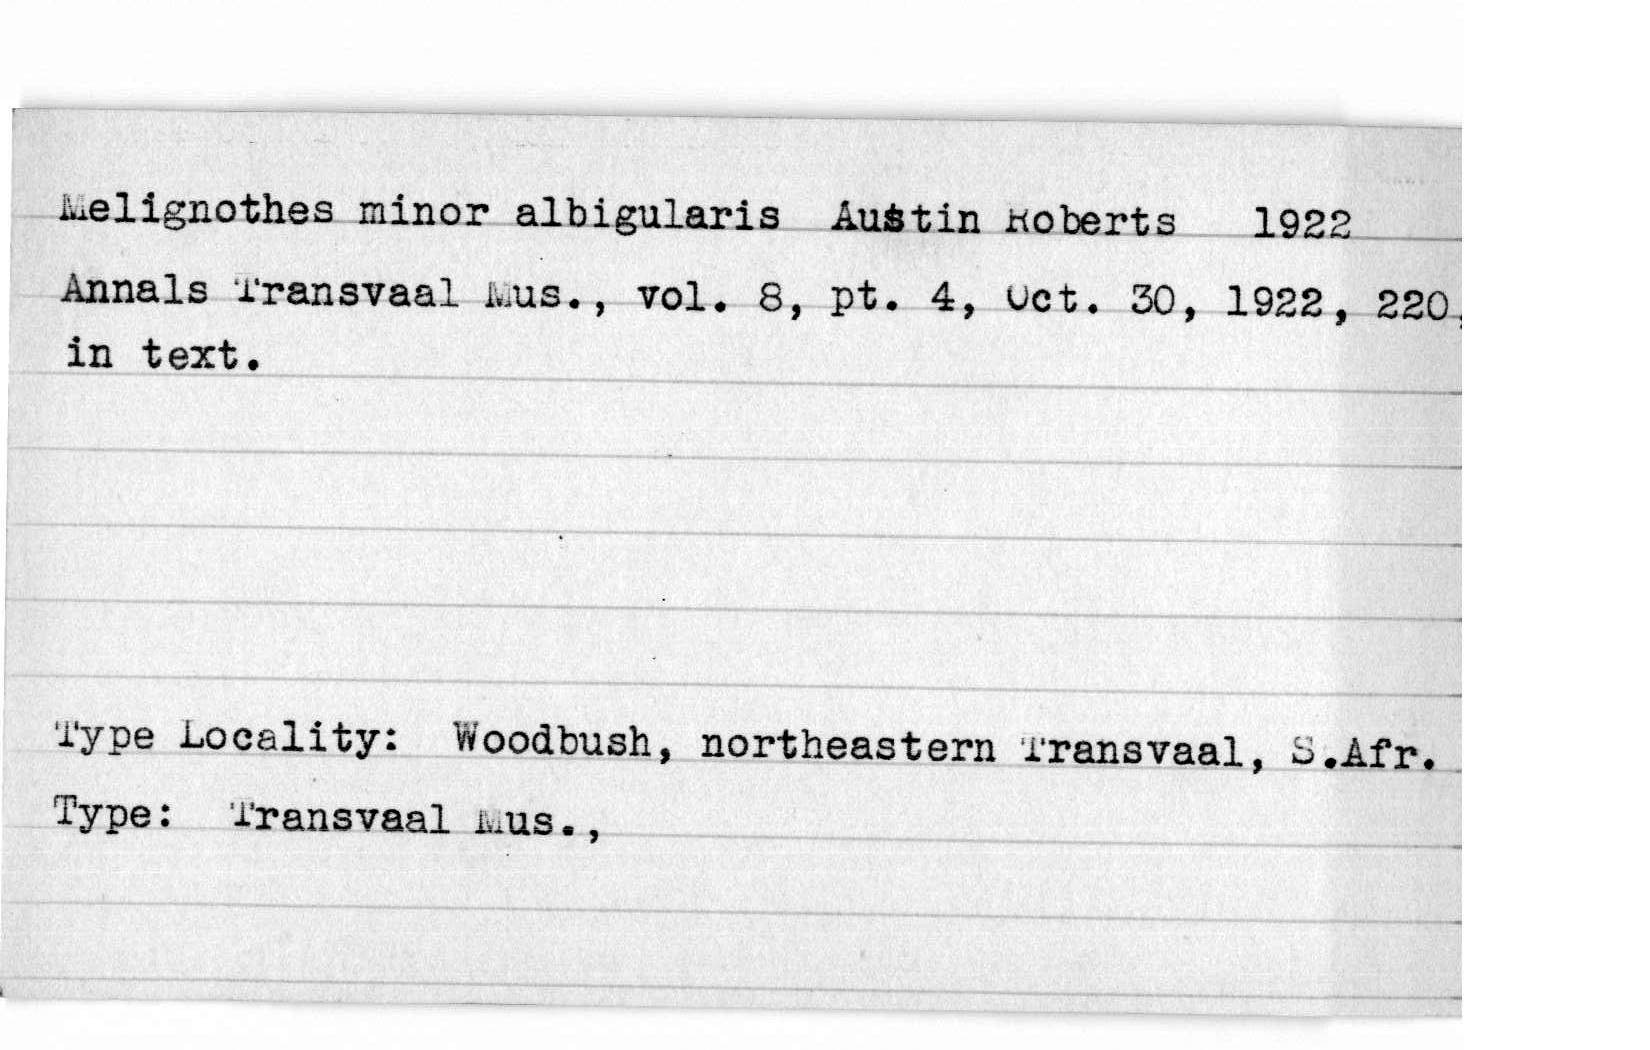 Melignothes minor albigularis Austin Roberts 1922
Annals Transvaal Mus., vol. 8, pt. 4, Oct. 30, 1922, 220,
in text.
Type Locality: Woodbush, northeastern Transvaal, S.Afr.
Type: Transvaal Mus.,